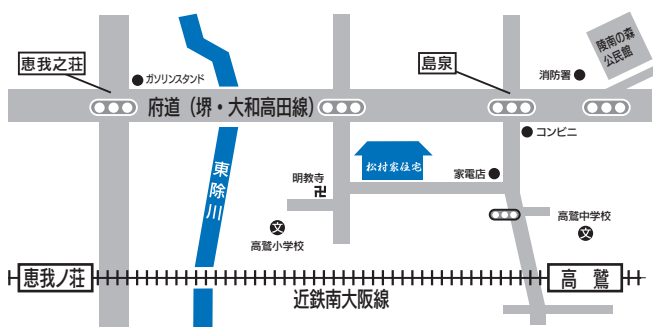 陵南の森
公民館
恵我之荘
島泉
消防署
ガソリンスタンド
府道（堺・大和高田線）
コンビニ
東除川
松村家住宅
明教寺
卍
家電店
高鷲中学校
文
文
高鷲小学校
恵我ノ荘
高鷲
近鉄南大阪線